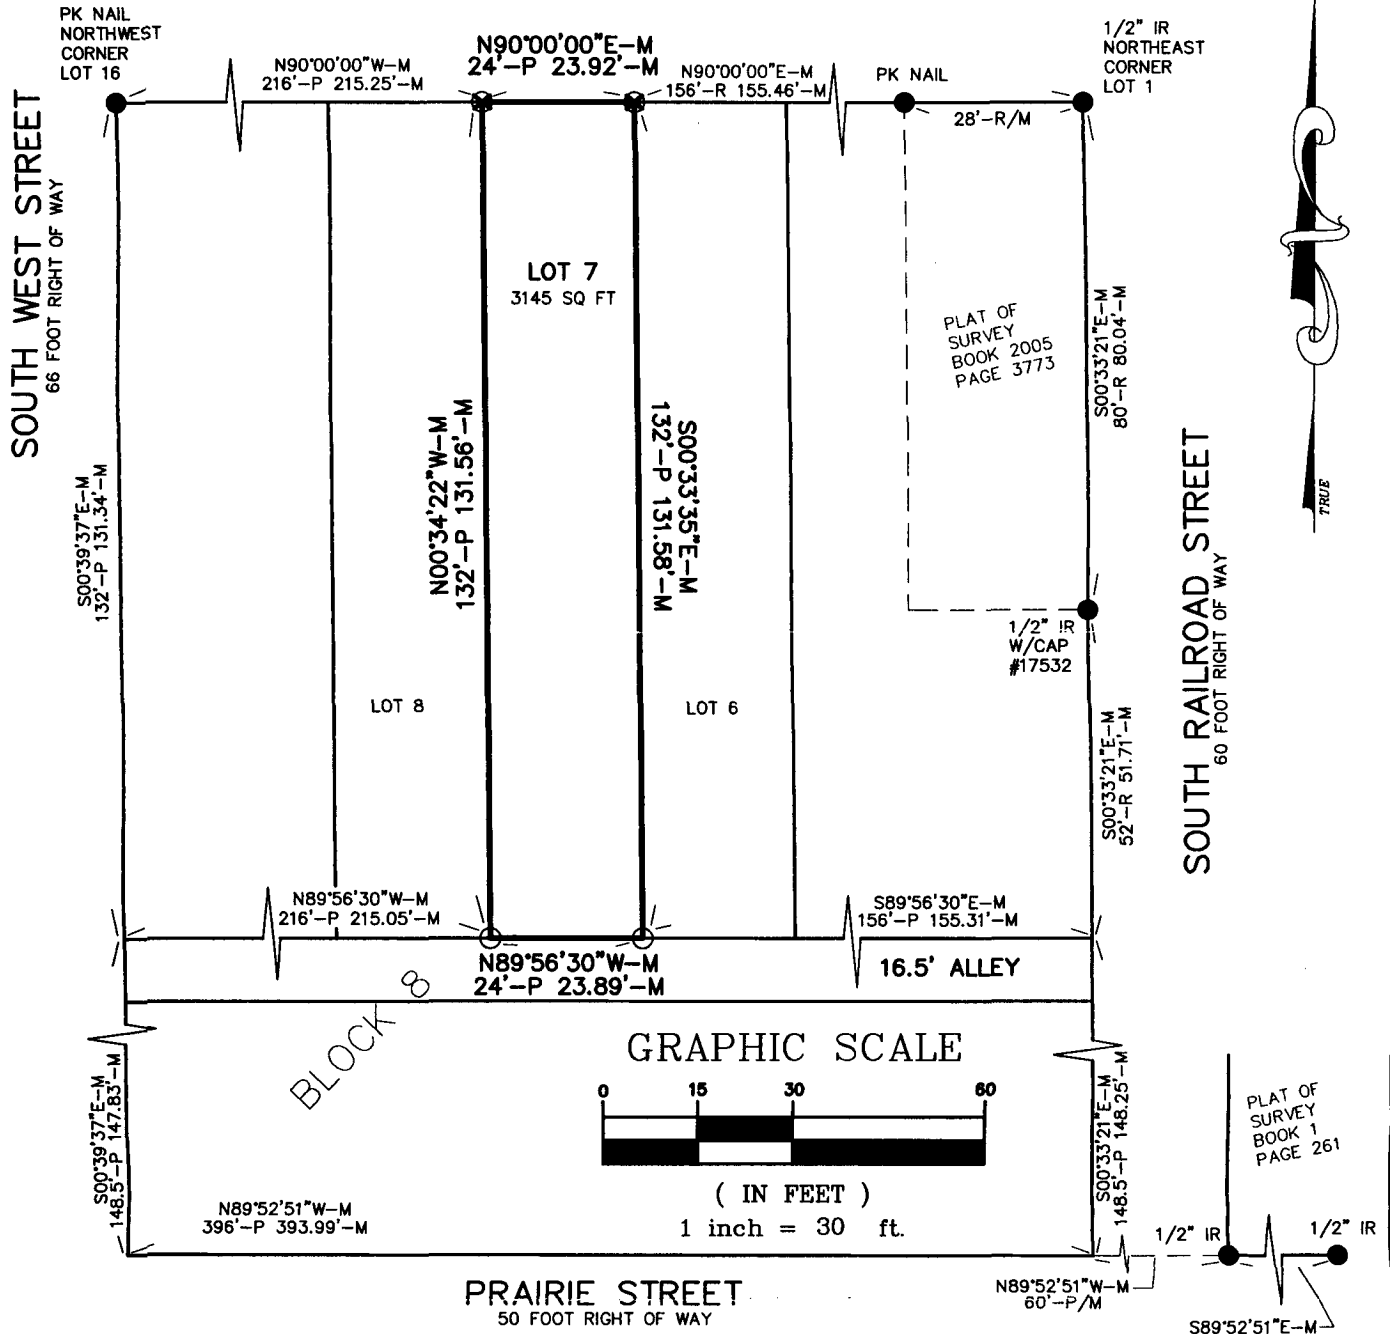 PK NAIL
NORTHWEST
CORNER
LOT 16
N90°00'00"W-M
216'-P 215.25'-M
N90°00'00"E-M
24'-P 23.92'-M
N90°00'00"E-M
156'-R 155.46'-M
PK NAIL
28'-R/M
1/2" IR
NORTHEAST
CORNER
LOT 1
SOUTH WEST STREET
66 FOOT RIGHT OF WAY
LOT 7
3145 SQ FT
PLAT OF
SURVEY
BOOK 2005
PAGE 3773
S00°33'21"E-M
80'-R 80.04'-M
TRUE
S00°39'37"E-M
132'-P 131.34'-M
N00°34'22"W-M
132'-P 131.56'-M
S00°33'35"E-M
132'-P 131.58'-M
SOUTH RAILROAD STREET
60 FOOT RIGHT OF WAY
1/2" IR
W/CAP
#17532
LOT 8
LOT 6
S00°33'21"E-M
52'-R 51.71'-M
N89°56'30"W-M
216'-P 215.05'-M
S89°56'30"E-M
156'-P 155.31'-M
N89°56'30"W-M
24'-P 23.89'-M
16.5' ALLEY
BLOCK 8
GRAPHIC SCALE
0 15 30 60
( IN FEET )
1 inch = 30 ft.
S00°39'37"E-M
148.5'-P 147.83'-M
S00°33'21"E-M
148.5'-P 148.25'-M
PLAT OF
SURVEY
BOOK 1
PAGE 261
N89°52'51"W-M
396'-P 393.99'-M
1/2" IR
1/2" IR
N89°52'51"W-M
60'-P/M
S89°52'51"E-M
PRAIRIE STREET
50 FOOT RIGHT OF WAY